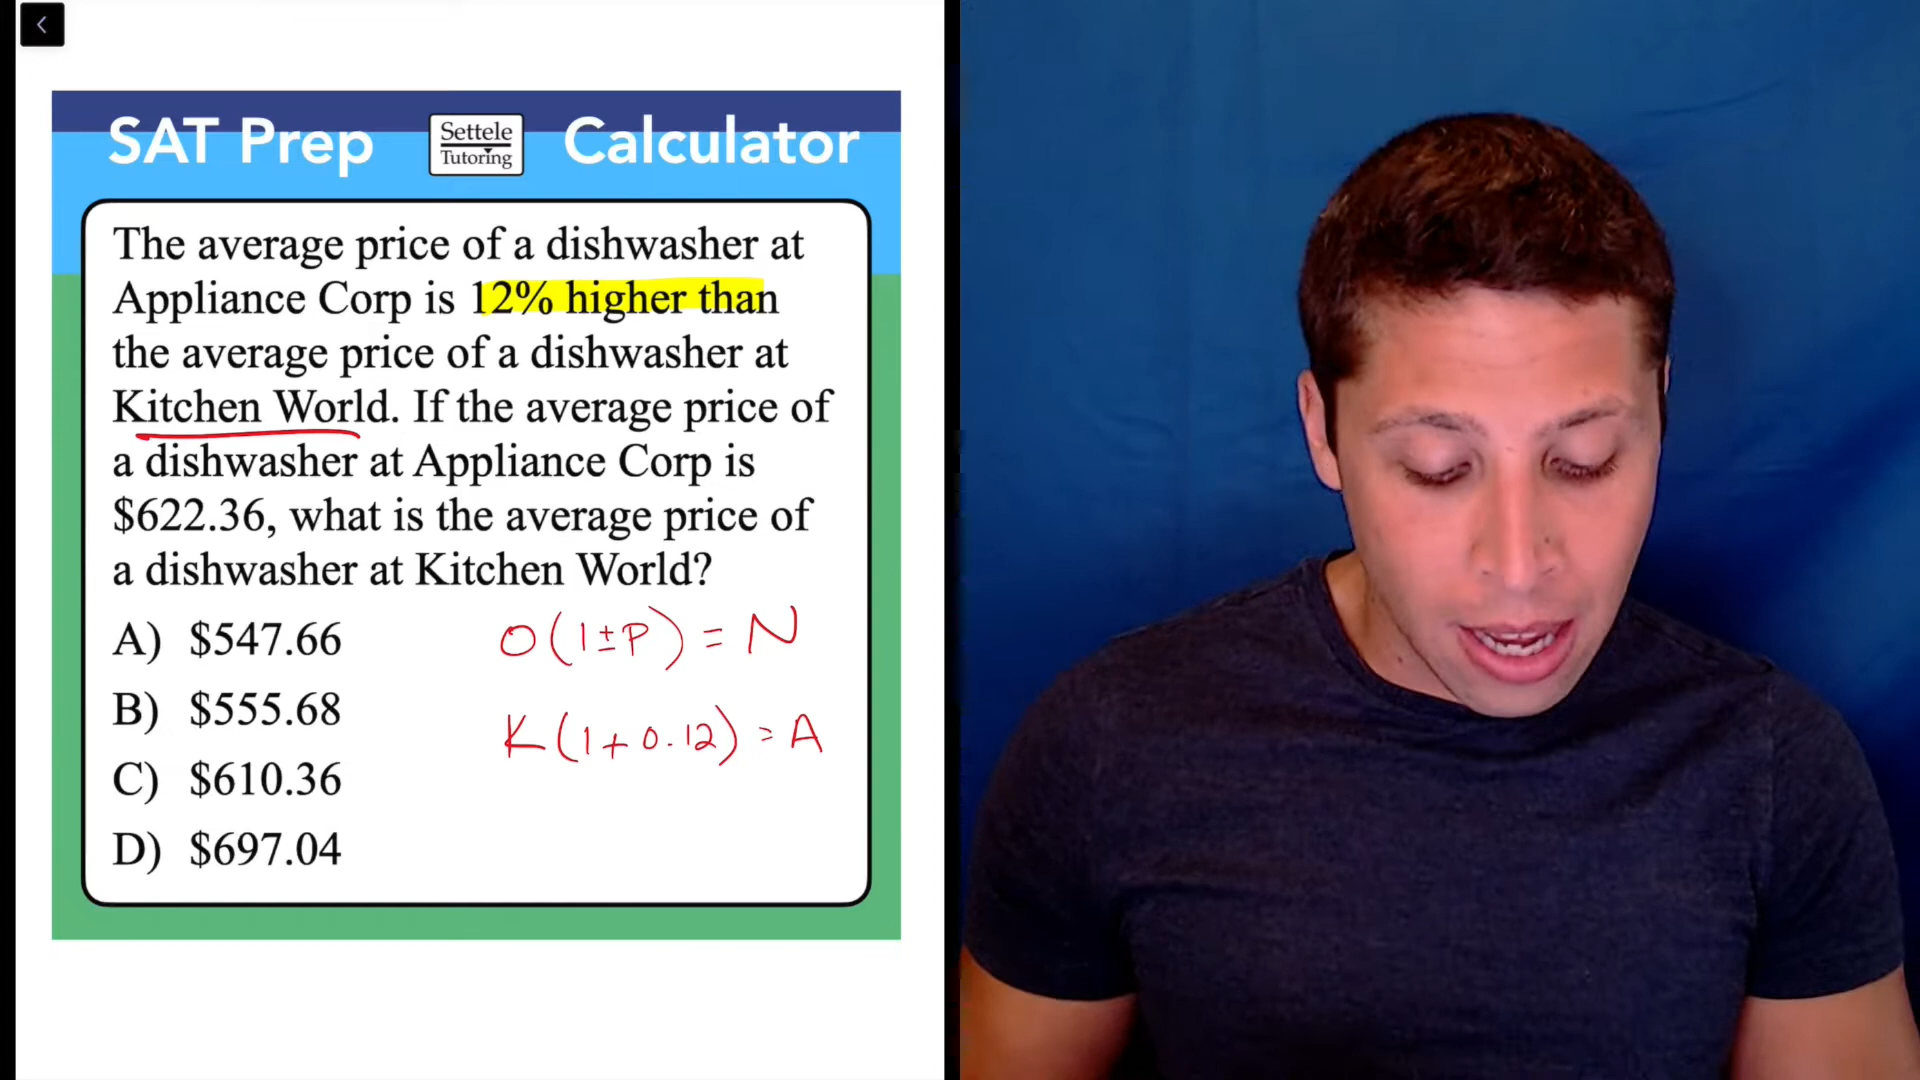 SAT Prep
Settele
Tutoring
Calculator
The average price of a dishwasher at
Appliance Corp is 12% higher than
the average price of a dishwasher at
Kitchen World. If the average price of
a dishwasher at Appliance Corp is
$622.36, what is the average price of
a dishwasher at Kitchen World?
A) $547.66
B) $555.68
C) $610.36
D) $697.04
O(1±P) = N
K(1+0.12) = A